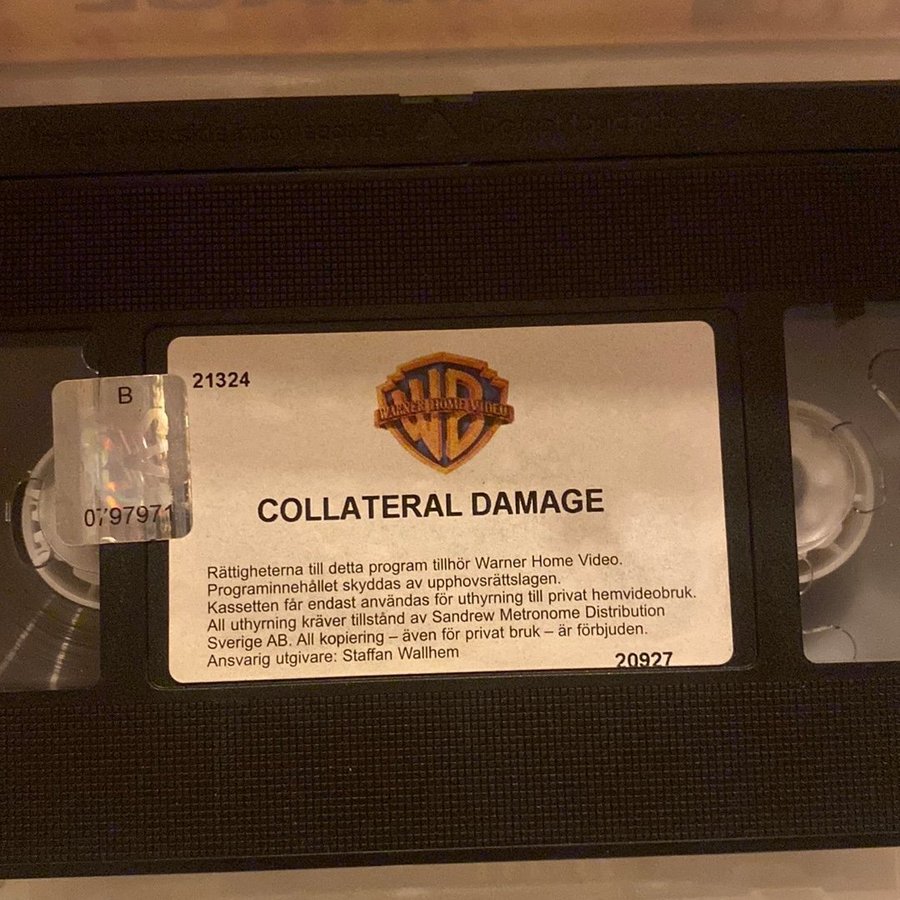 B
0797971
21324
WARNER HOME VIDEO
COLLATERAL DAMAGE
Rättigheterna till detta program tillhör Warner Home Video.
Programinnehållet skyddas av upphovsrättslagen.
Kassetten får endast användas för uthyrning till privat hemvideobruk.
All uthyrning kräver tillstånd av Sandrew Metronome Distribution
Sverige AB. All kopiering – även för privat bruk – är förbjuden.
Ansvarig utgivare: Staffan Wallhem
20927